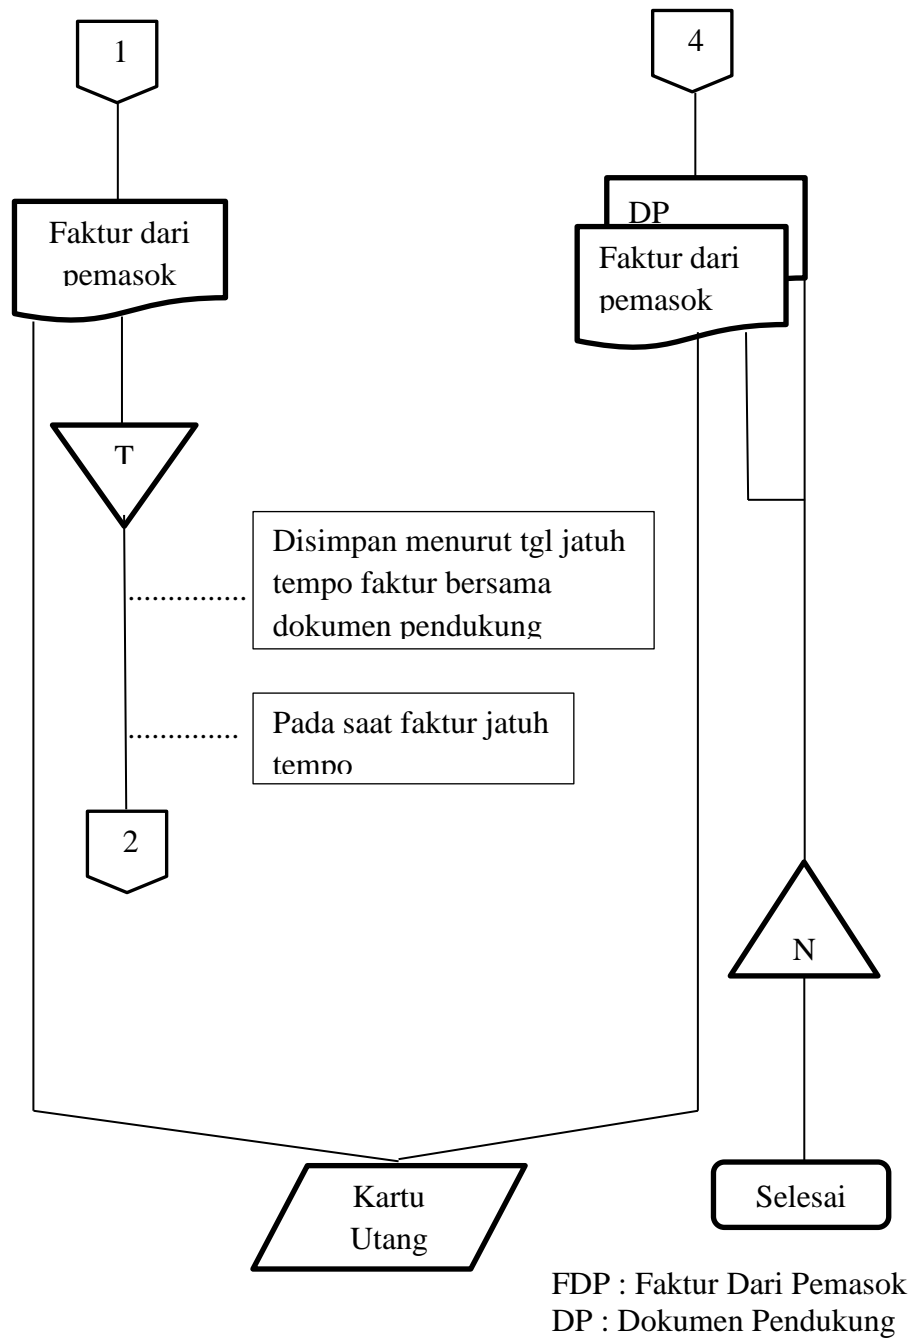 1
4
Faktur dari
pemasok
DP
Faktur dari
pemasok
T
Disimpan menurut tgl jatuh
tempo faktur bersama
dokumen pendukung
Pada saat faktur jatuh
tempo
2
N
Kartu
Utang
Selesai
FDP : Faktur Dari Pemasok
DP : Dokumen Pendukung